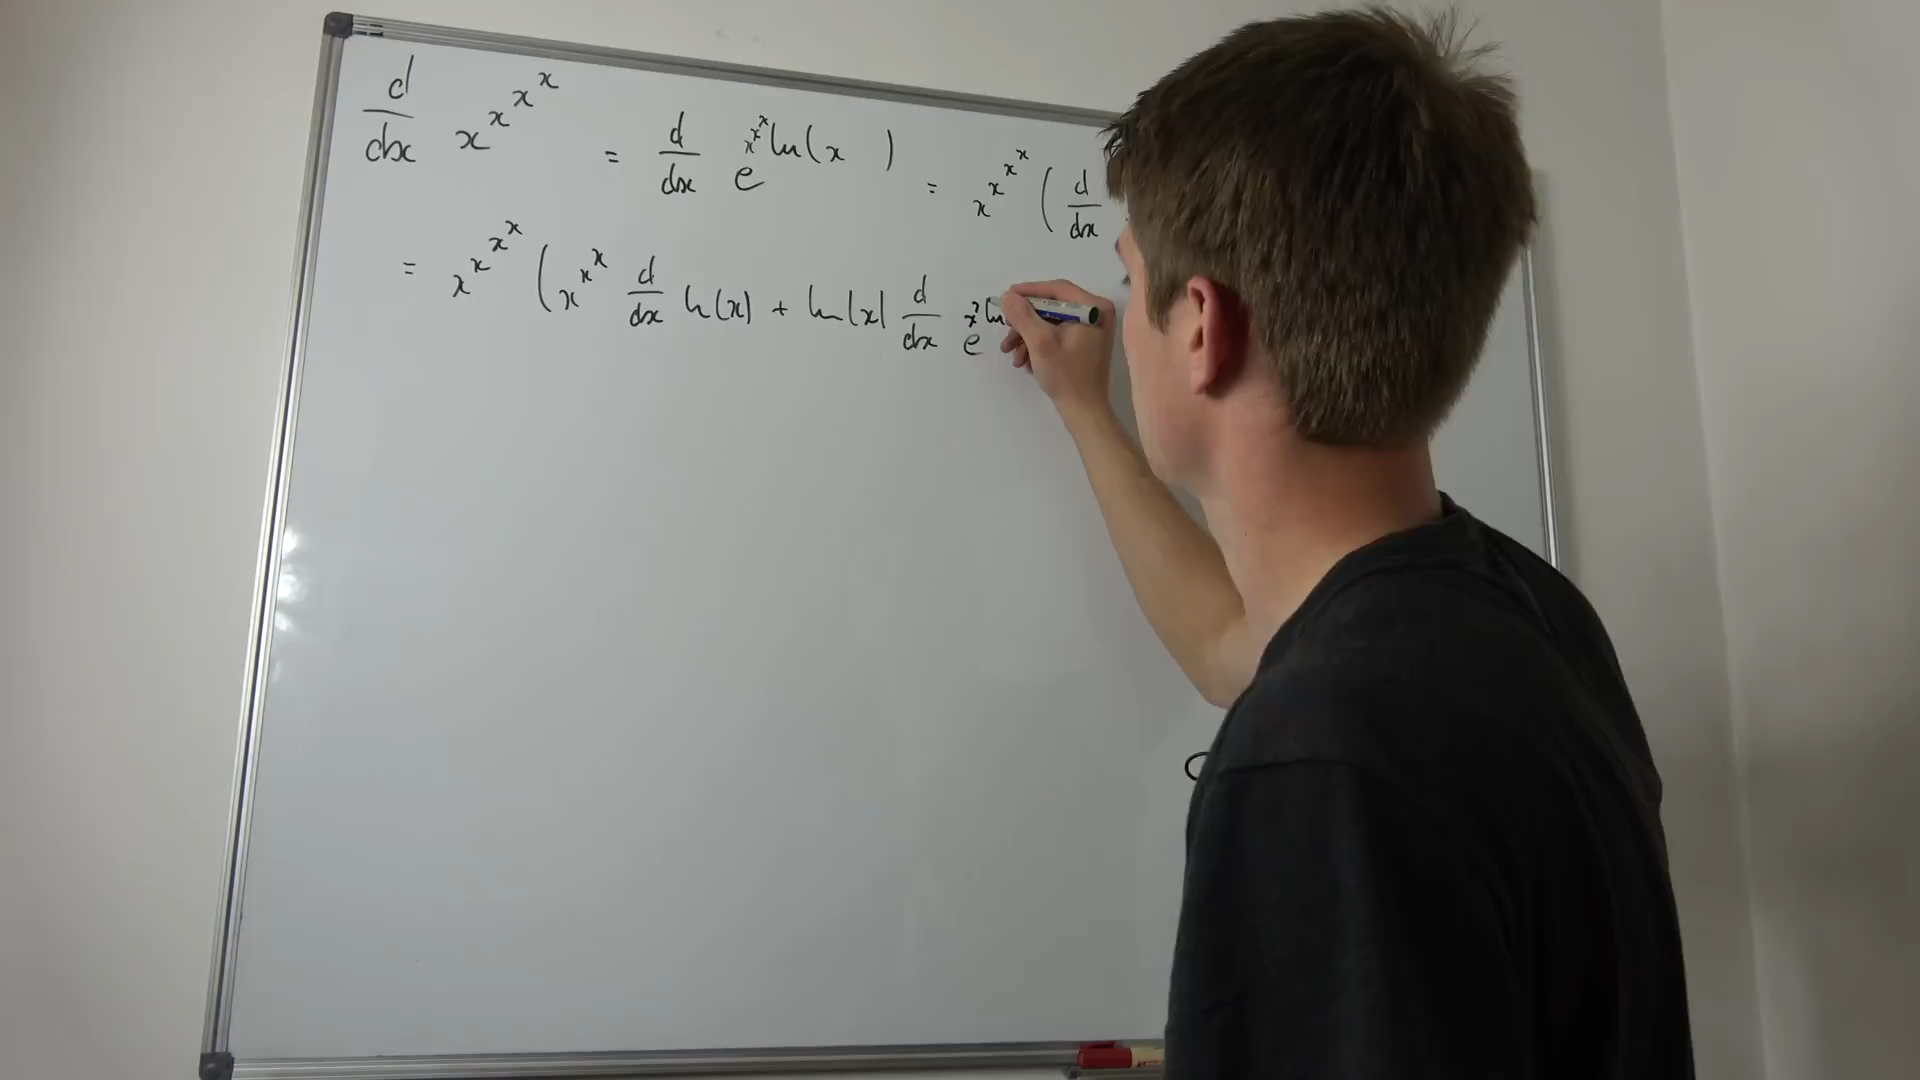 d/dx x^x^x^x = d/dx e^x^x^x ln(x ) = x^x^x^x ( d/dx
= x^x^x^x ( x^x^x d/dx ln(x) + ln(x) d/dx e^x^x ln